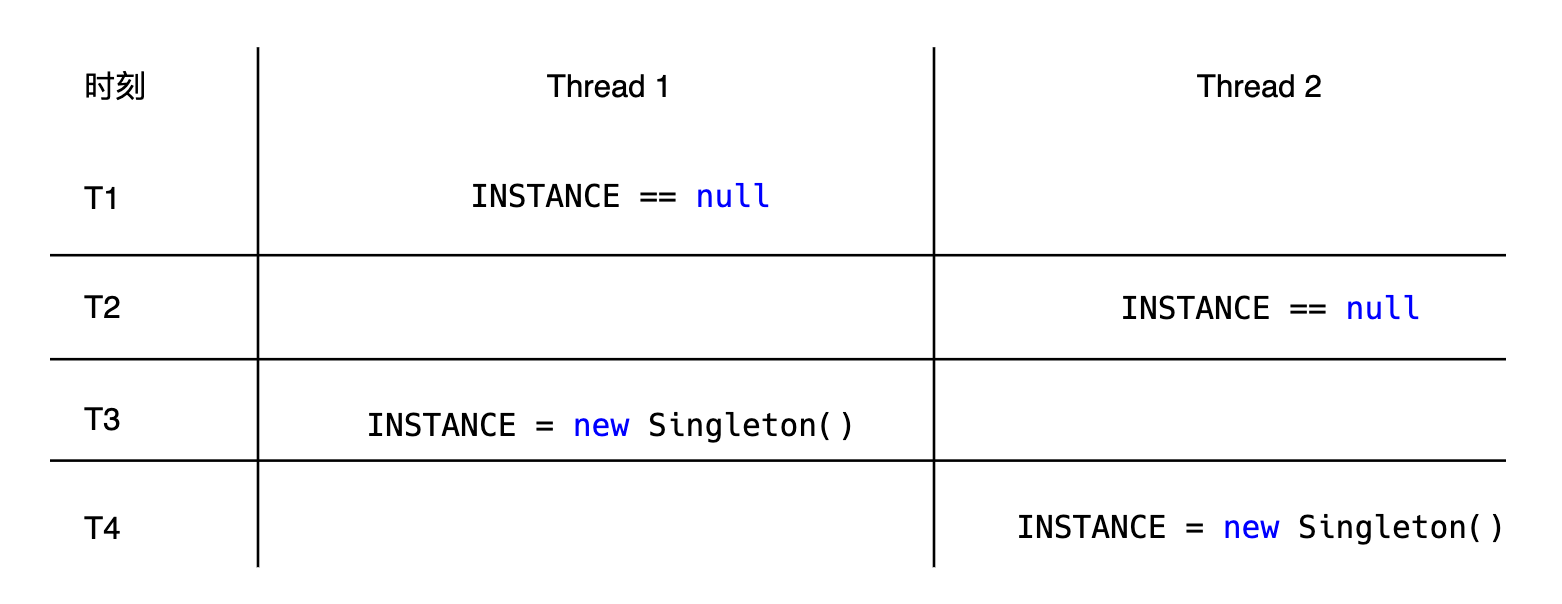 时刻 Thread 1 Thread 2
T1 INSTANCE == null
T2 INSTANCE == null
T3 INSTANCE = new Singleton()
T4 INSTANCE = new Singleton()